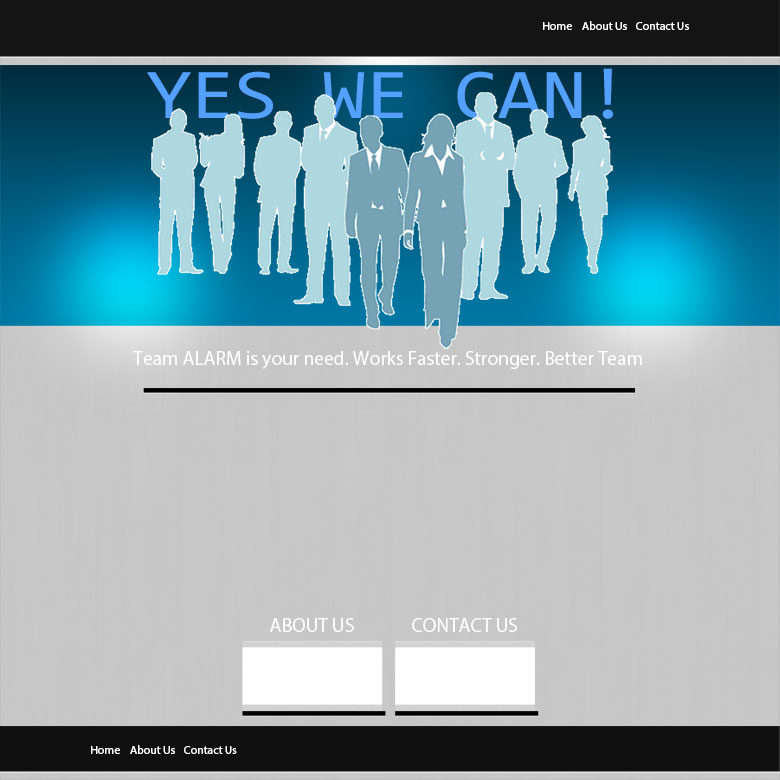 Home About Us Contact Us
YES WE CAN!
Team ALARM is your need. Works Faster. Stronger. Better Team
ABOUT US CONTACT US
Home About Us Contact Us